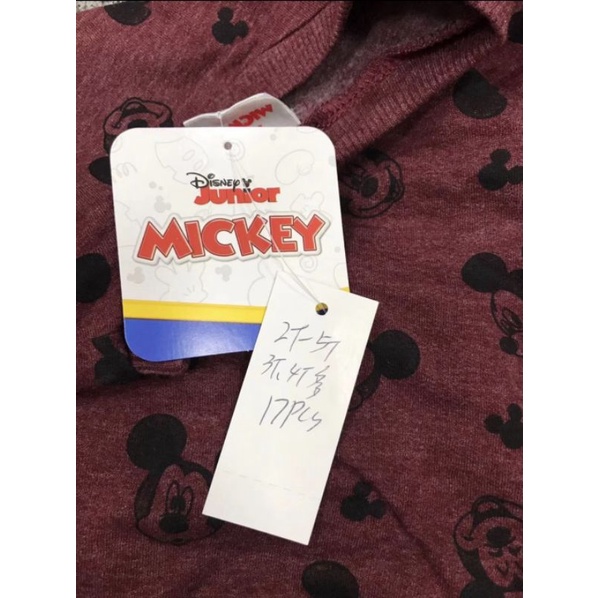 Disney
Junior
MICKEY
2T-5T
3T、4T多
17Pcs